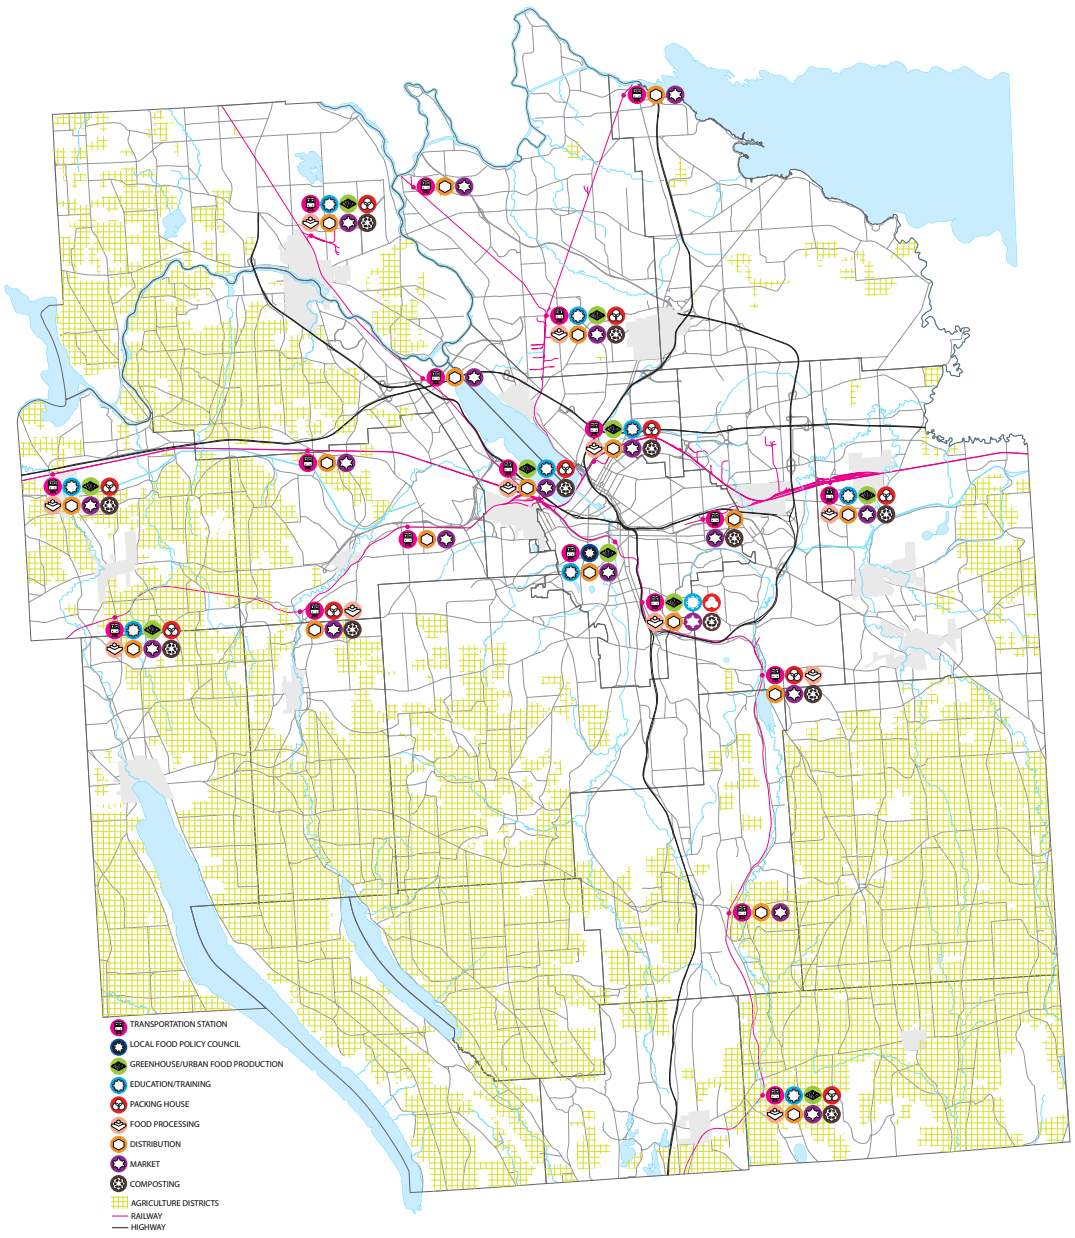 TRANSPORTATION STATION
LOCAL FOOD POLICY COUNCIL
GREENHOUSE/URBAN FOOD PRODUCTION
EDUCATION/TRAINING
PACKING HOUSE
FOOD PROCESSING
DISTRIBUTION
MARKET
COMPOSTING
AGRICULTURE DISTRICTS
RAILWAY
HIGHWAY